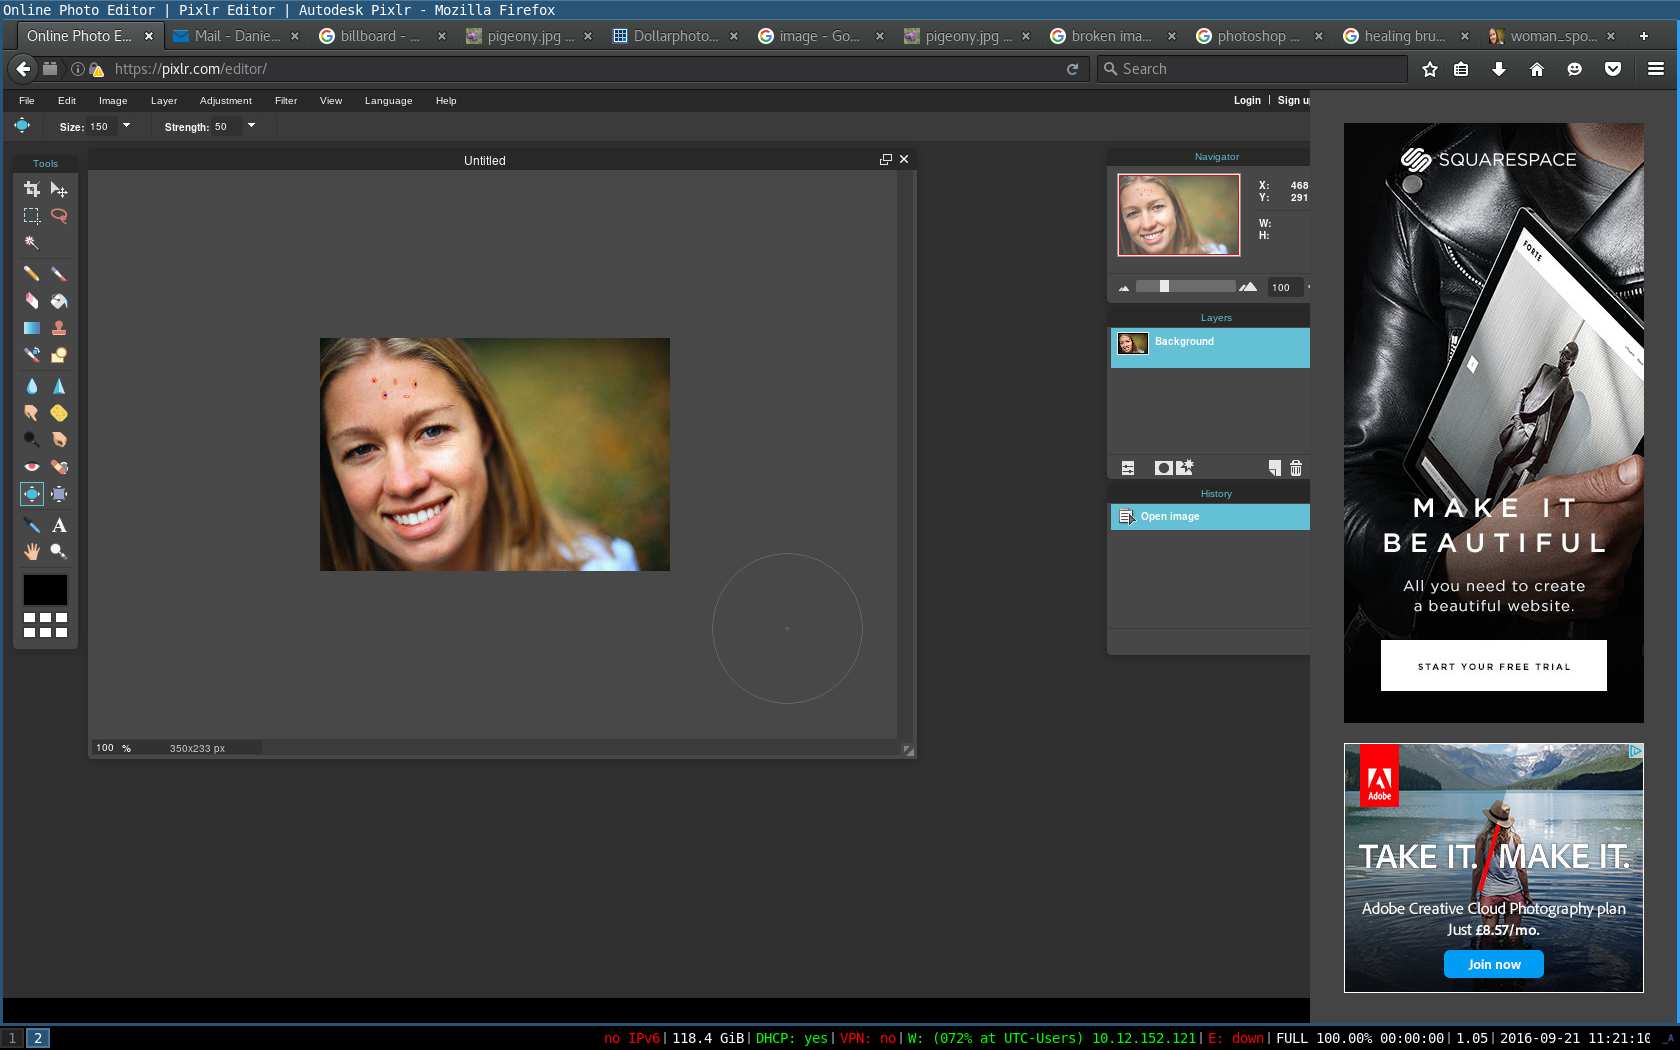 Online Photo Editor | Pixlr Editor | Autodesk Pixlr - Mozilla Firefox
Online Photo E... Mail - Danie... billboard - ... pigeony.jpg ... Dollarphoto... image - Go... pigeony.jpg ... broken ima... photoshop ... healing bru... woman_spo...
https://pixlr.com/editor/ Search
File Edit Image Layer Adjustment Filter View Language Help Login | Sign up
Size: 150 Strength: 50
Tools
Untitled
Navigator
X: 468
Y: 291
W:
H:
100
Layers
Background
History
Open image
A
100 % 350x233 px
SQUARESPACE
FORTE
MAKE IT
BEAUTIFUL
All you need to create
a beautiful website.
START YOUR FREE TRIAL
Adobe
TAKE IT. / MAKE IT.
Adobe Creative Cloud Photography plan
Just £8.57/mo.
Join now
1 2 no IPv6| 118.4 GiB| DHCP: yes| VPN: no| W: (072% at UTC-Users) 10.12.152.121| E: down| FULL 100.00% 00:00:00| 1.05| 2016-09-21 11:21:10